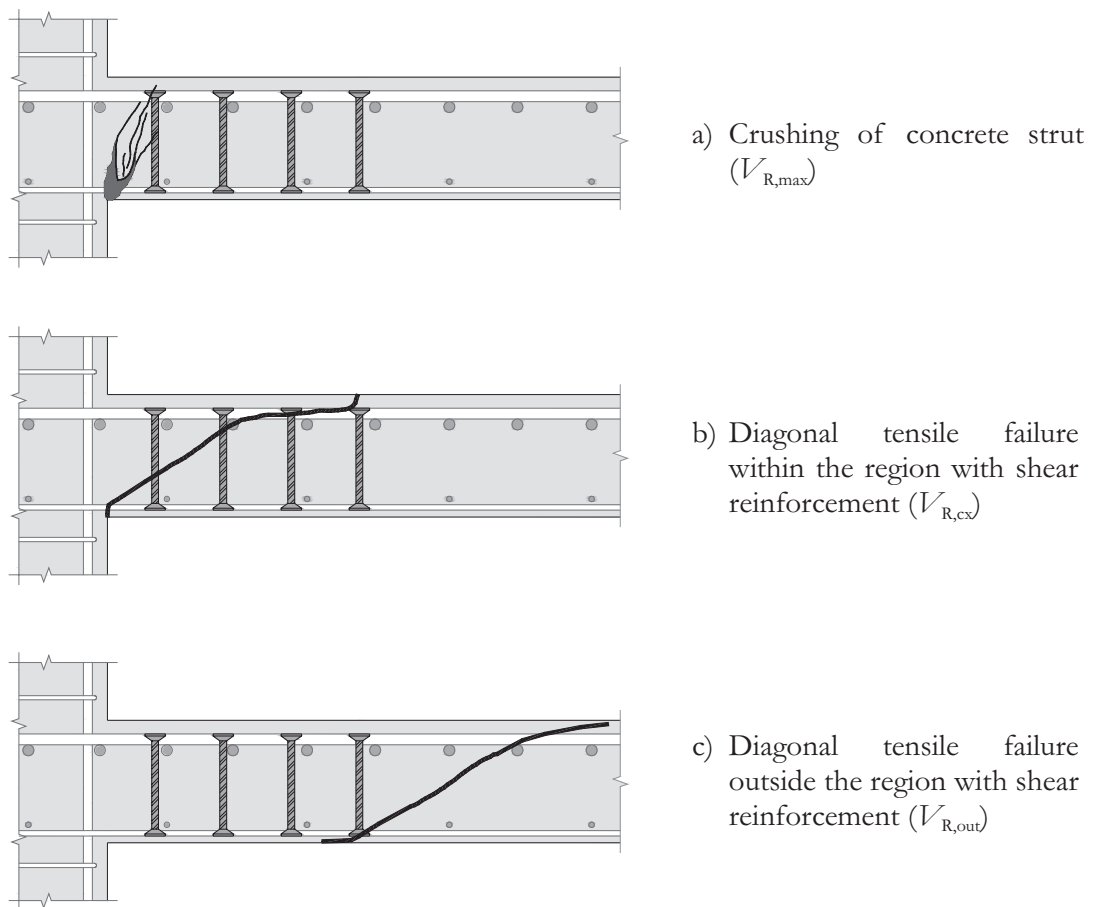 a) Crushing of concrete strut
(V_R,max)
b) Diagonal tensile failure
within the region with shear
reinforcement (V_R,cx)
c) Diagonal tensile failure
outside the region with shear
reinforcement (V_R,out)